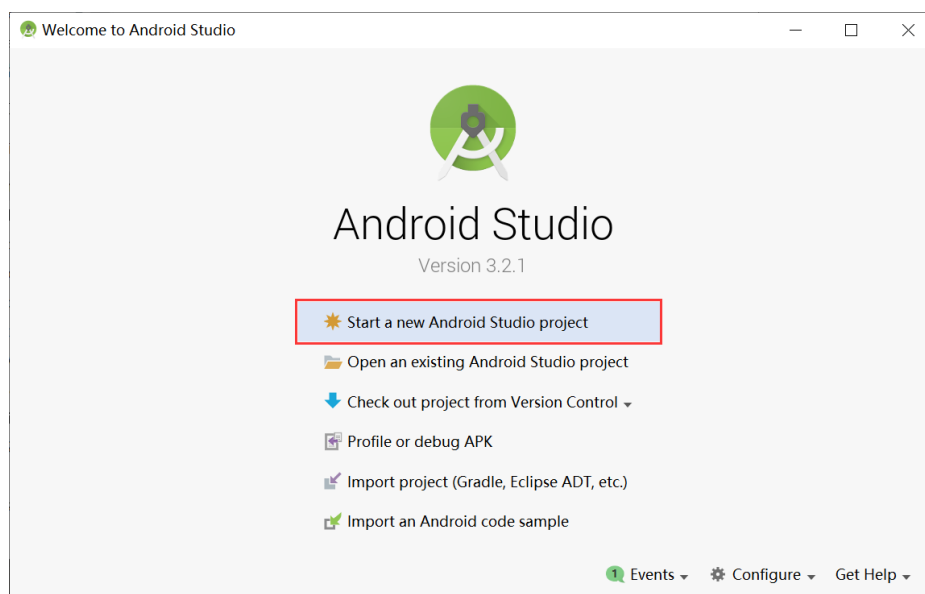 Welcome to Android Studio
Android Studio
Version 3.2.1
Start a new Android Studio project
Open an existing Android Studio project
Check out project from Version Control
Profile or debug APK
Import project (Gradle, Eclipse ADT, etc.)
Import an Android code sample
1 Events Configure Get Help